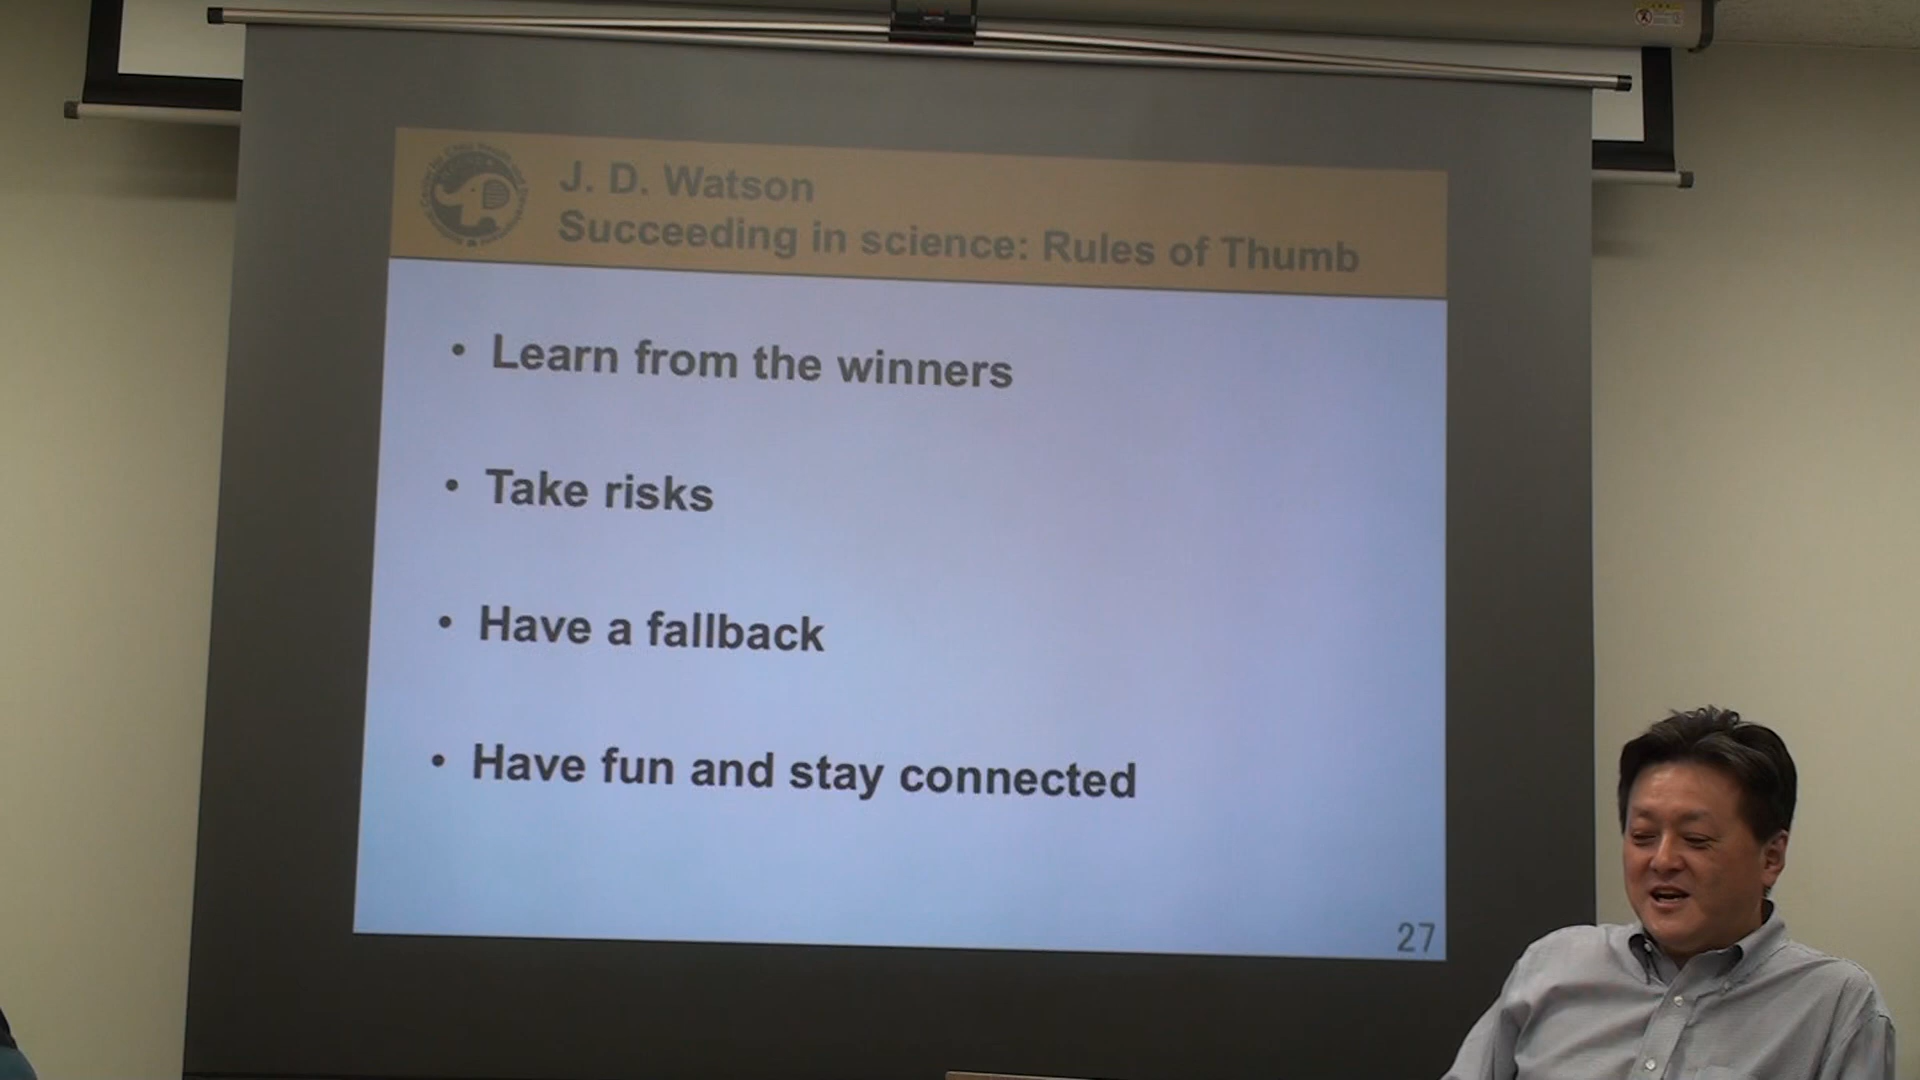 J. D. Watson
Succeeding in science: Rules of Thumb
• Learn from the winners
• Take risks
• Have a fallback
• Have fun and stay connected
27